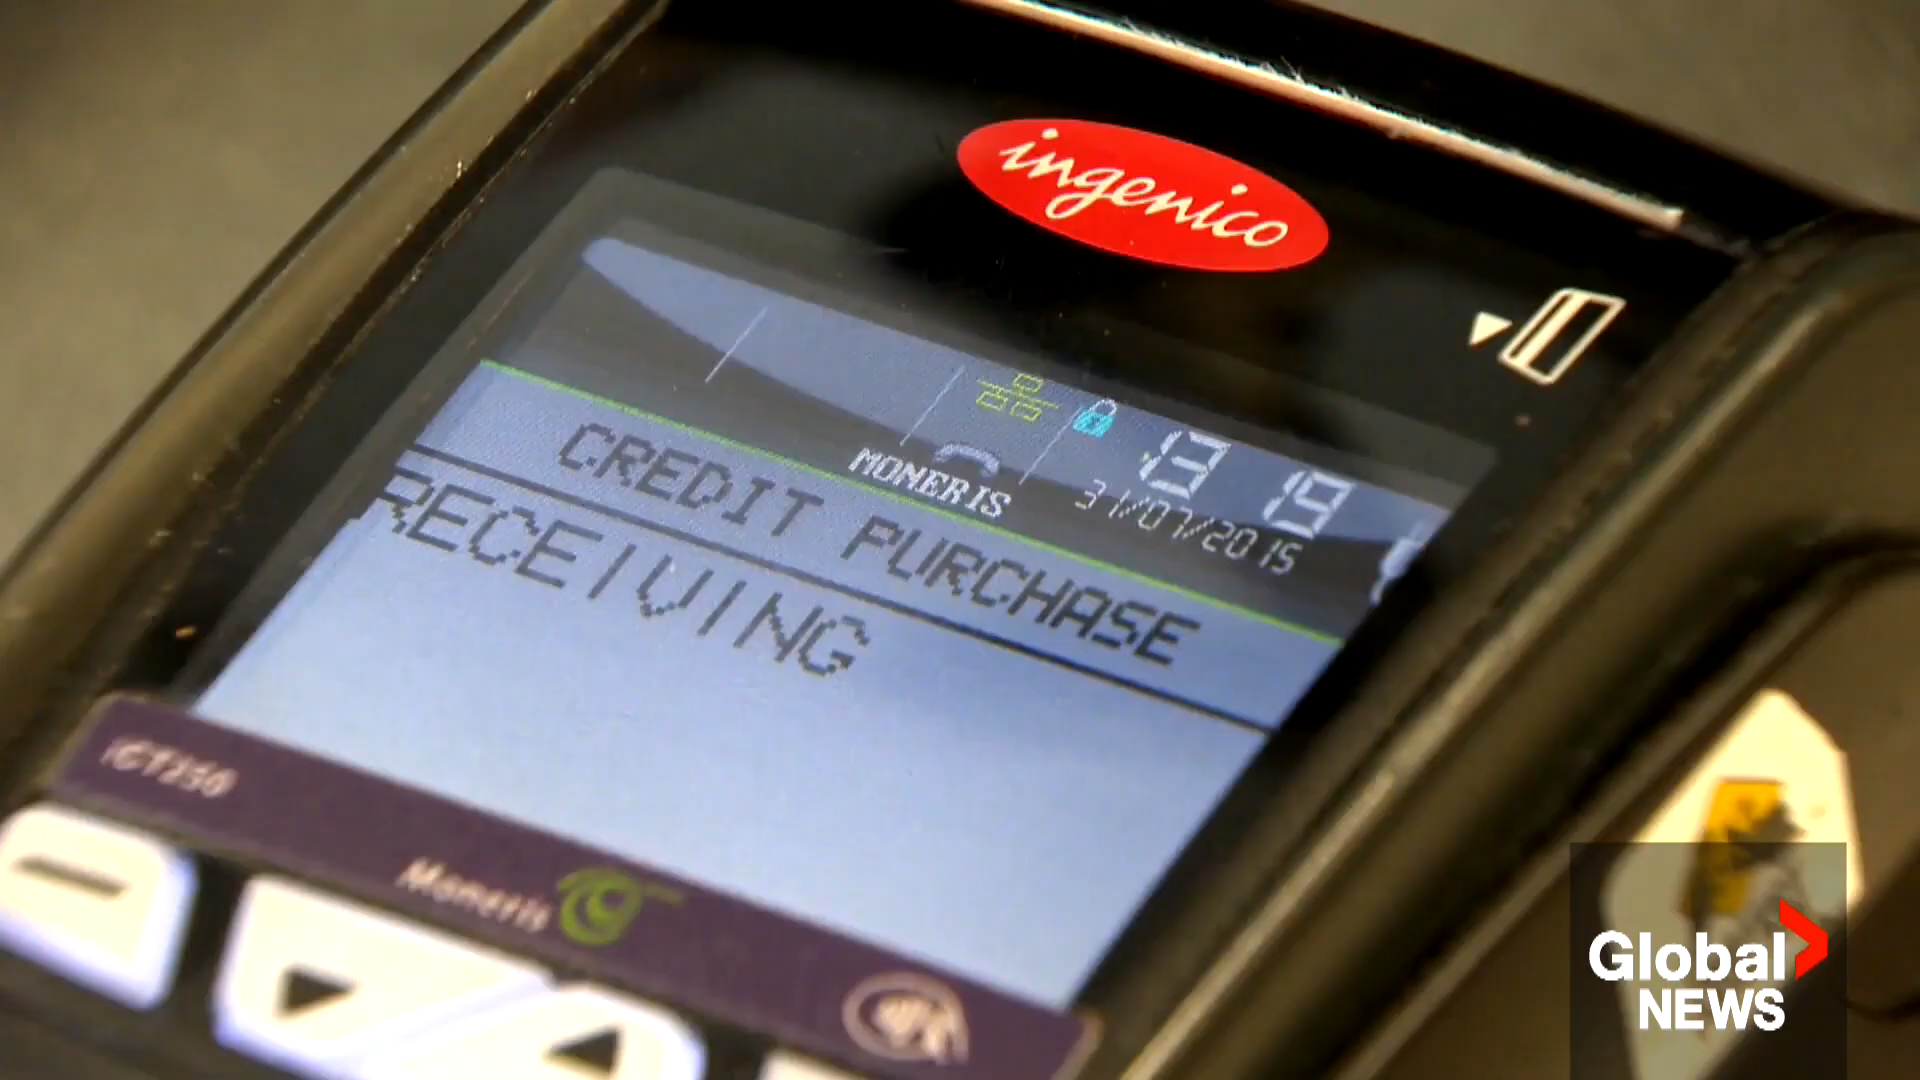 ingenico
13 19
MONERIS
31/07/2015
CREDIT PURCHASE
RECEIVING
iCT250
Moneris
Global
NEWS